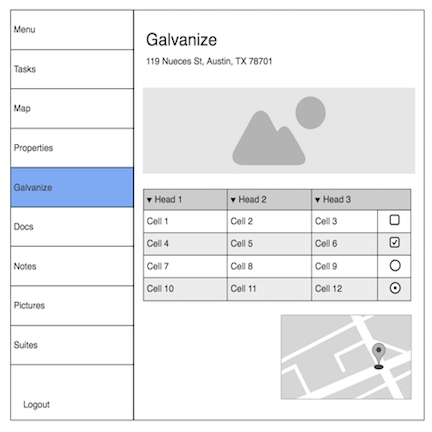 Menu
Tasks
Map
Properties
Galvanize
Docs
Notes
Pictures
Suites
Logout
Galvanize
119 Nueces St, Austin, TX 78701
▼ Head 1 ▼ Head 2 ▼ Head 3
Cell 1 Cell 2 Cell 3
Cell 4 Cell 5 Cell 6
Cell 7 Cell 8 Cell 9
Cell 10 Cell 11 Cell 12